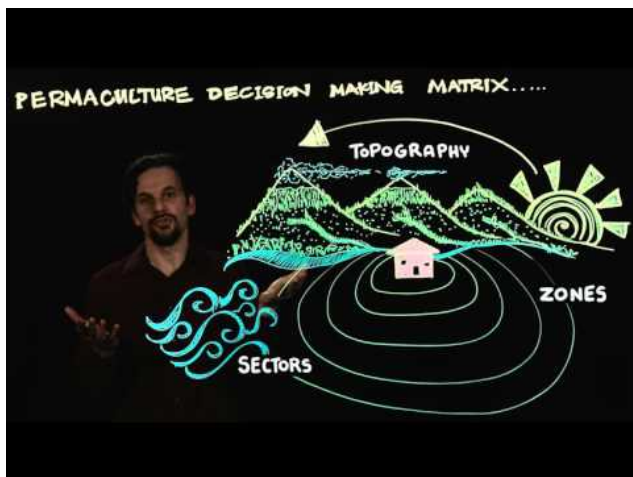 PERMACULTURE DECISION MAKING MATRIX.....
TOPOGRAPHY
ZONES
SECTORS